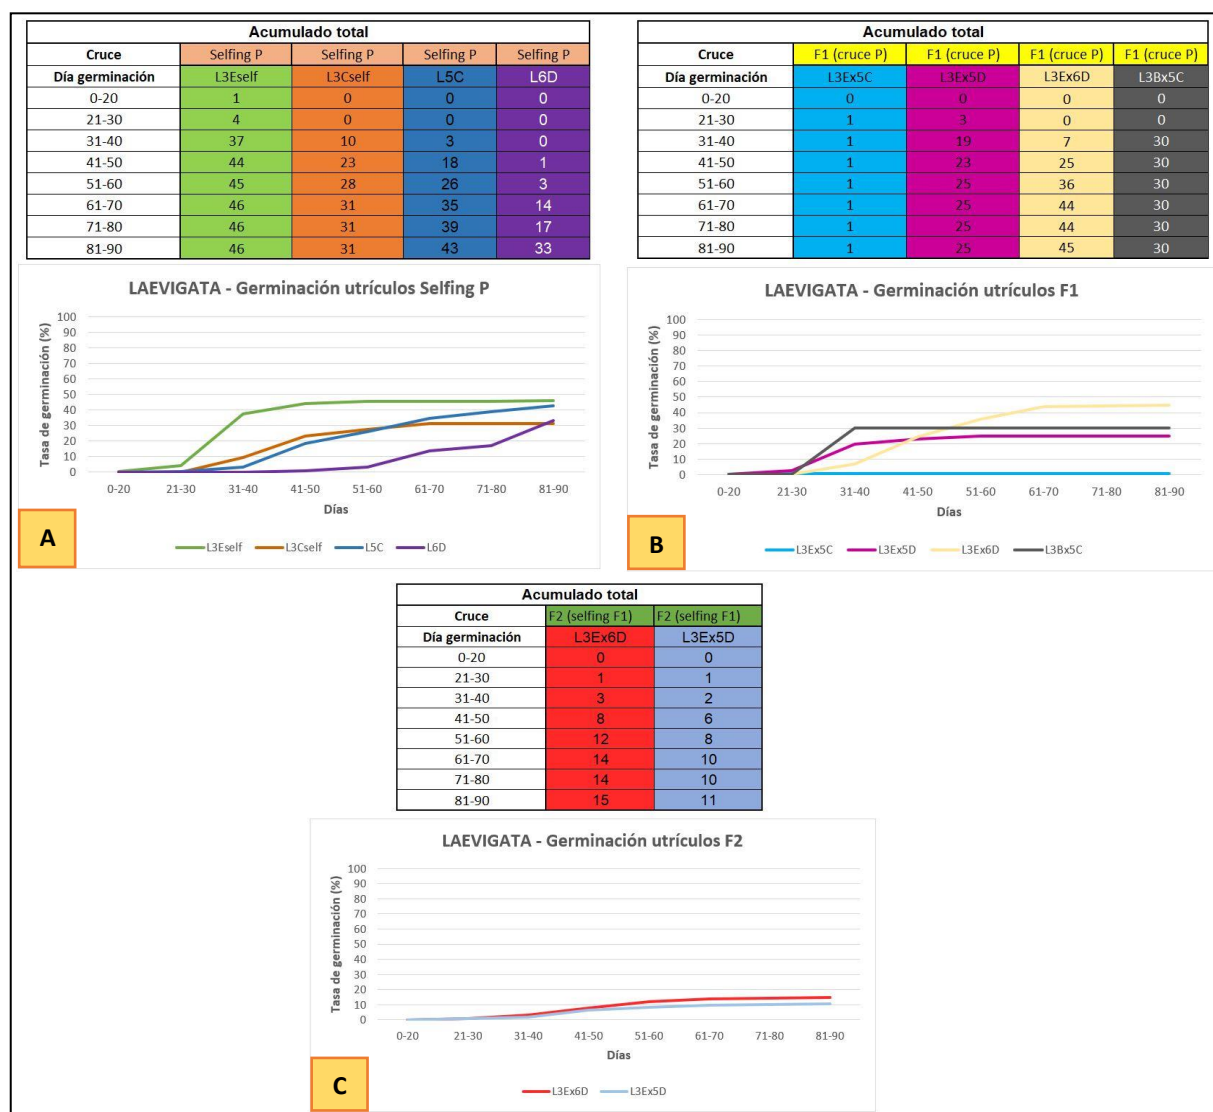 Acumulado total
Cruce Selfing P Selfing P Selfing P Selfing P
Día germinación L3Eself L3Cself L5C L6D
0-20 1 0 0 0
21-30 4 0 0 0
31-40 37 10 3 0
41-50 44 23 18 1
51-60 45 28 26 3
61-70 46 31 35 14
71-80 46 31 39 17
81-90 46 31 43 33
LAEVIGATA - Germinación utrículos Selfing P
Tasa de germinación (%)
100
90
80
70
60
50
40
30
20
10
0
0-20 21-30 31-40 41-50 51-60 61-70 71-80 81-90
Días
L3Eself L3Cself L5C L6D
A
Acumulado total
Cruce F1 (cruce P) F1 (cruce P) F1 (cruce P) F1 (cruce P)
Día germinación L3Ex5C L3Ex5D L3Ex6D L3Bx5C
0-20 0 0 0 0
21-30 1 3 0 0
31-40 1 19 7 30
41-50 1 23 25 30
51-60 1 25 36 30
61-70 1 25 44 30
71-80 1 25 44 30
81-90 1 25 45 30
LAEVIGATA - Germinación utrículos F1
Tasa de germinación (%)
100
90
80
70
60
50
40
30
20
10
0
0-20 21-30 31-40 41-50 51-60 61-70 71-80 81-90
Días
L3Ex5C L3Ex5D L3Ex6D L3Bx5C
B
Acumulado total
Cruce F2 (selfing F1) F2 (selfing F1)
Día germinación L3Ex6D L3Ex5D
0-20 0 0
21-30 1 1
31-40 3 2
41-50 8 6
51-60 12 8
61-70 14 10
71-80 14 10
81-90 15 11
LAEVIGATA - Germinación utrículos F2
Tasa de germinación (%)
100
90
80
70
60
50
40
30
20
10
0
0-20 21-30 31-40 41-50 51-60 61-70 71-80 81-90
Días
L3Ex6D L3Ex5D
C